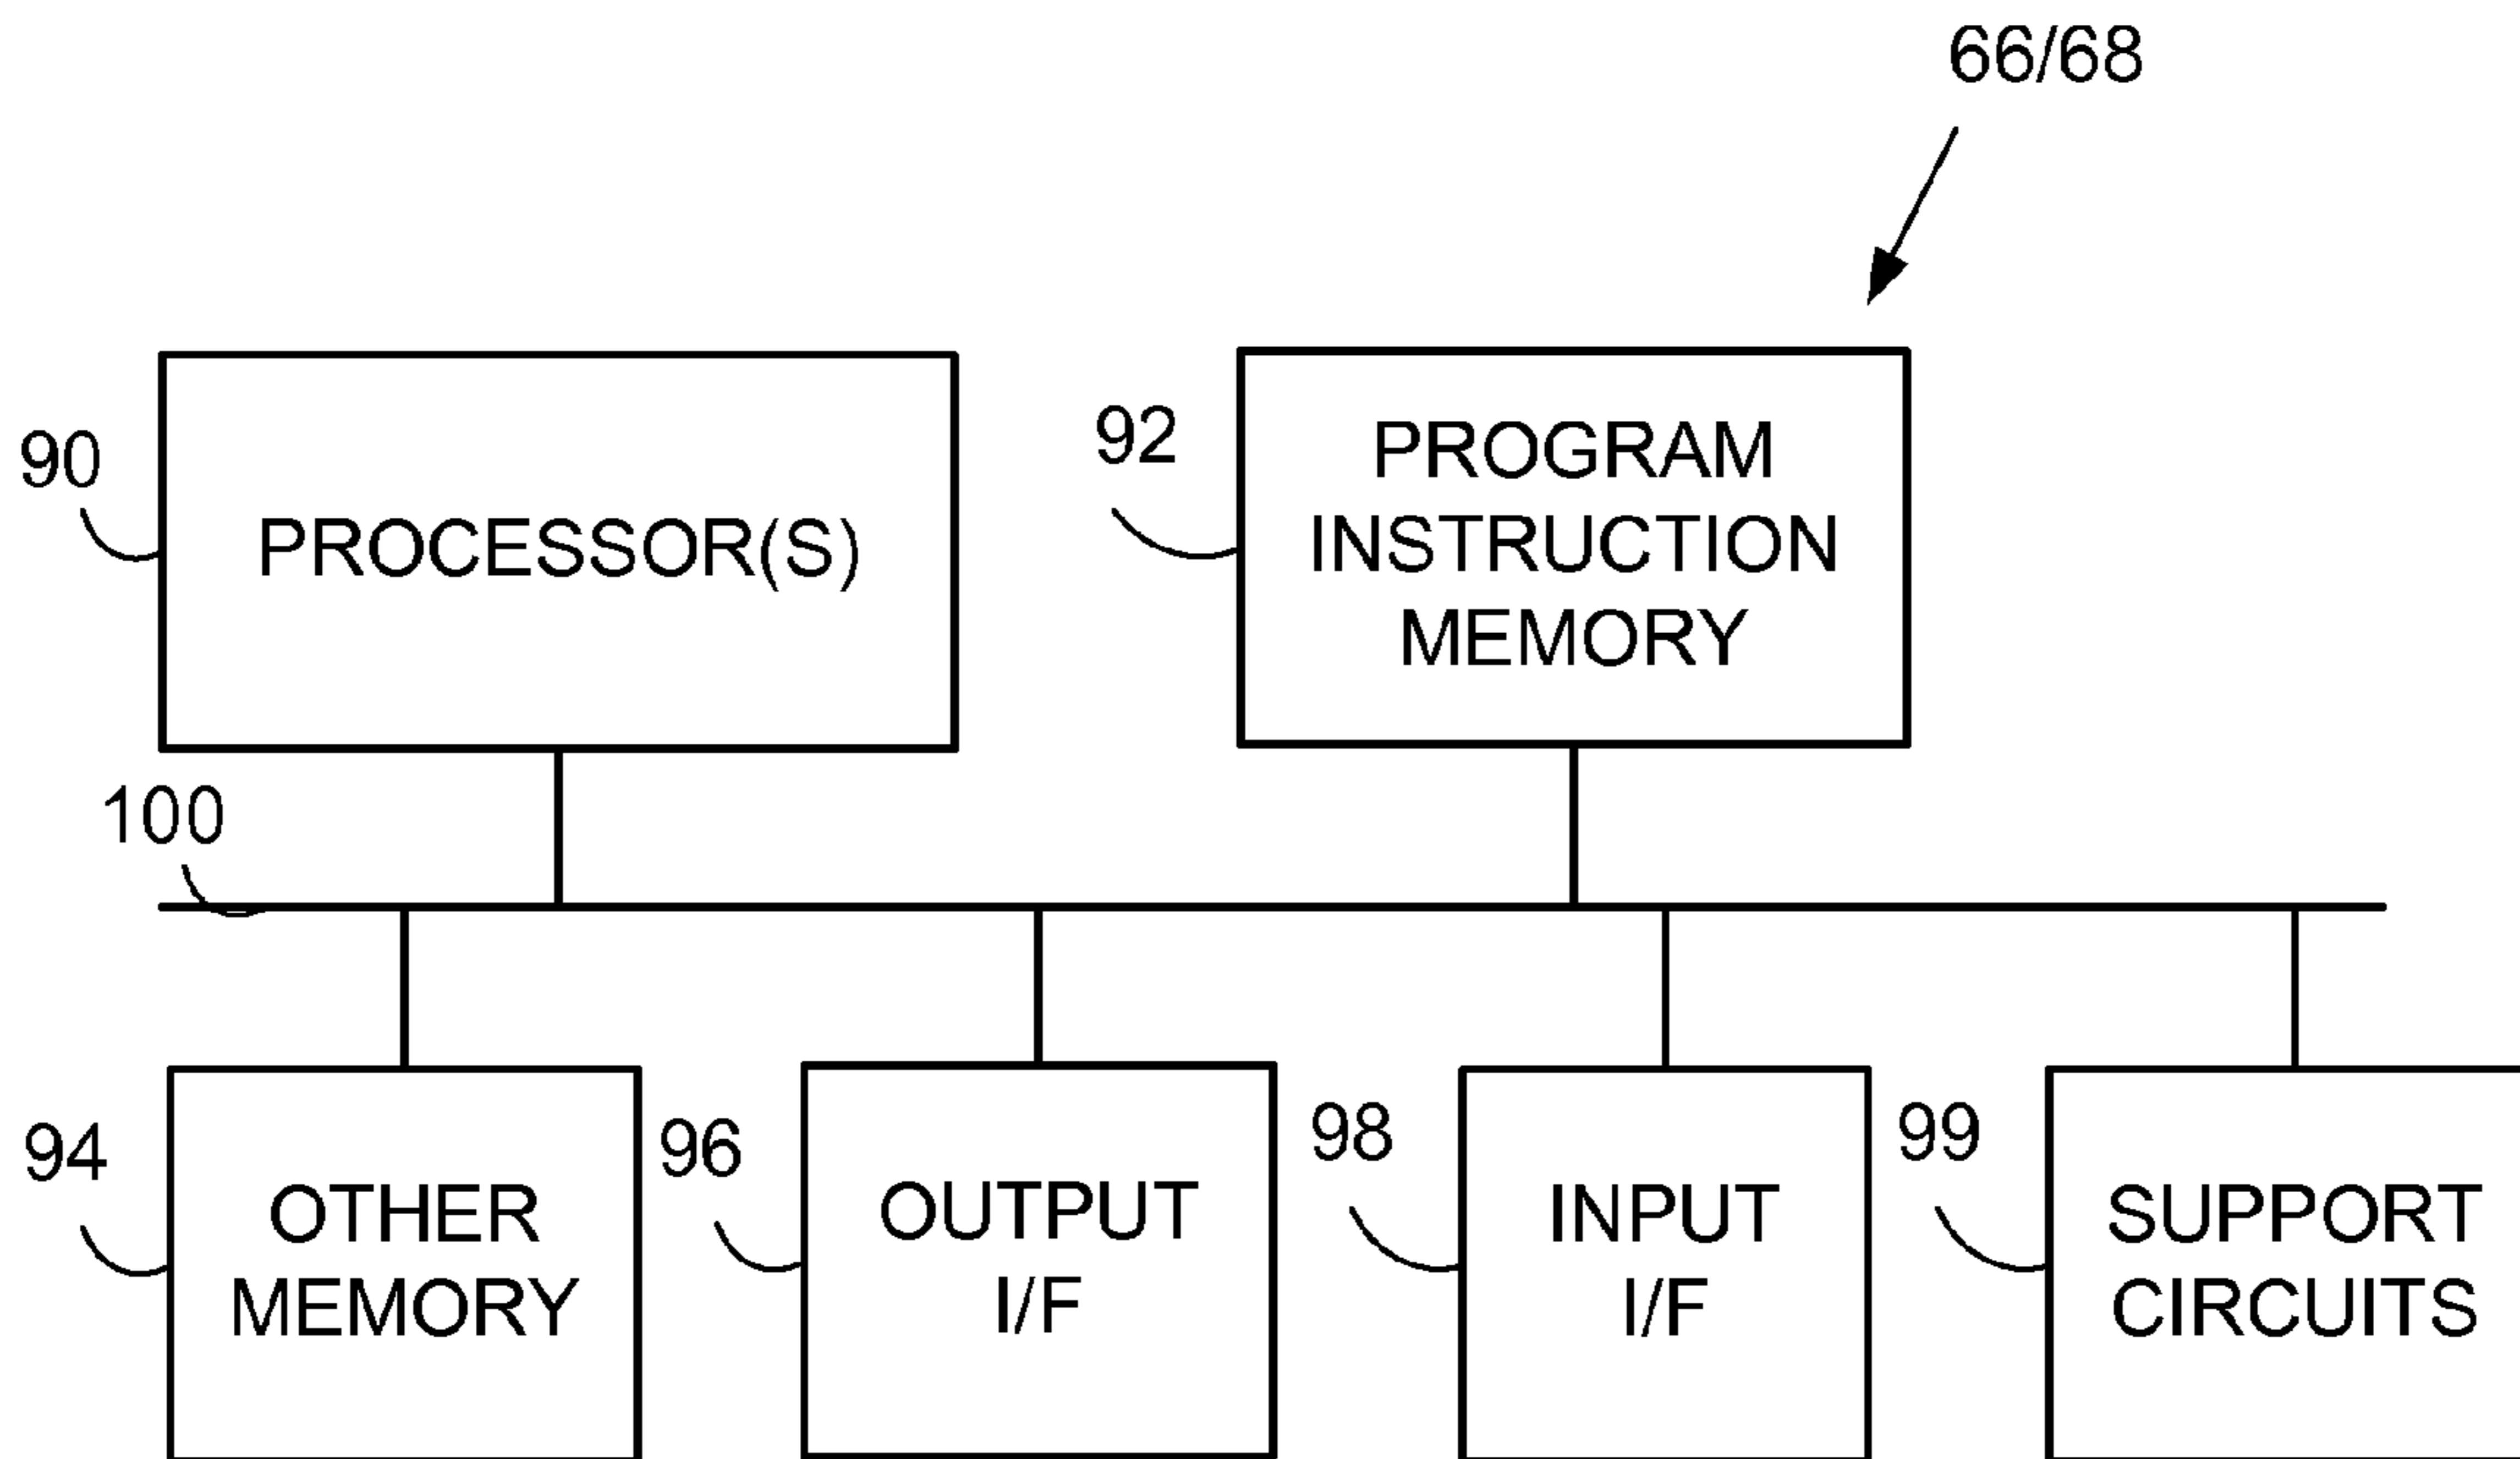 66/68
90
PROCESSOR(S)
92
PROGRAM
INSTRUCTION
MEMORY
100
94
OTHER
MEMORY
96
OUTPUT
I/F
98
INPUT
I/F
99
SUPPORT
CIRCUITS